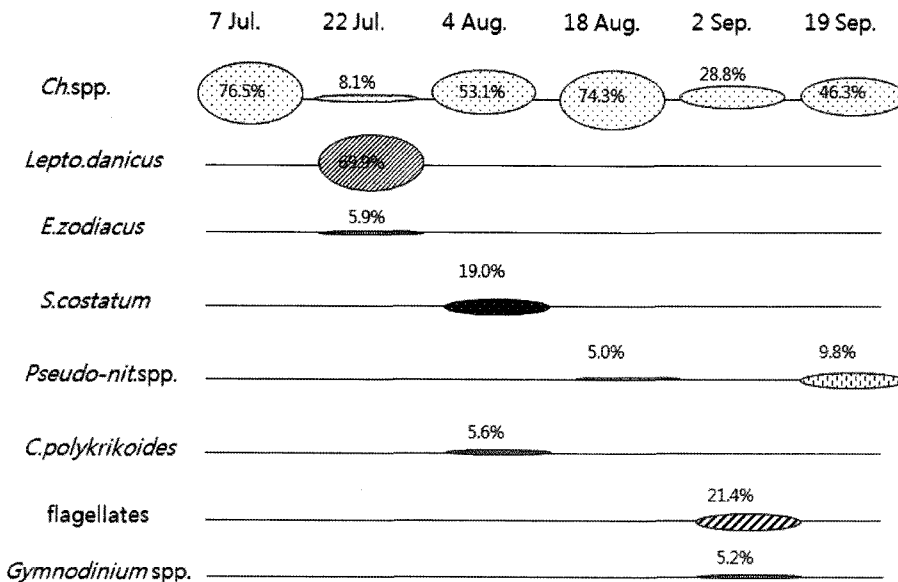 7 Jul. 22 Jul. 4 Aug. 18 Aug. 2 Sep. 19 Sep.
Ch.spp. 76.5% 8.1% 53.1% 74.3% 28.8% 46.3%
Lepto.danicus 69.9%
E.zodiacus 5.9%
S.costatum 19.0%
Pseudo-nit.spp. 5.0% 9.8%
C.polykrikoides 5.6%
flagellates 21.4%
Gymnodinium spp. 5.2%